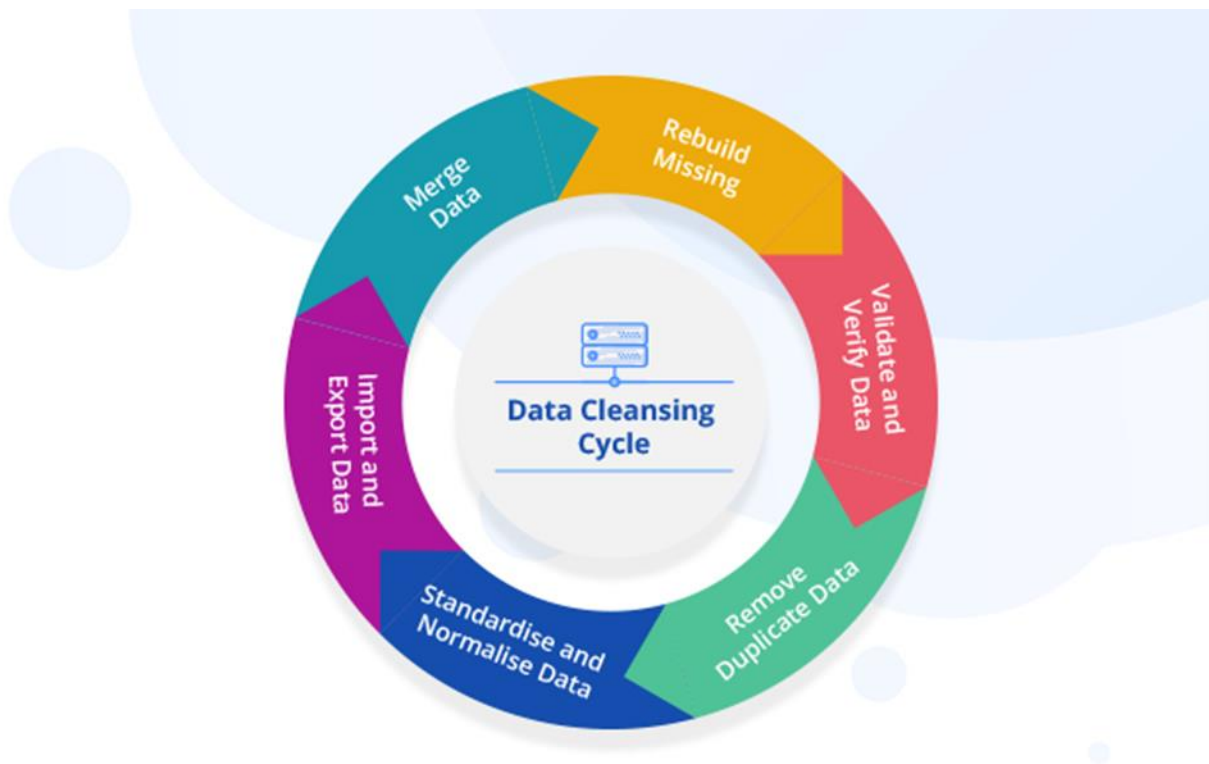 Rebuild
Missing
Validate and
Verify Data
Remove
Duplicate Data
Standardise and
Normalise Data
Import and
Export Data
Merge
Data
Data Cleansing
Cycle